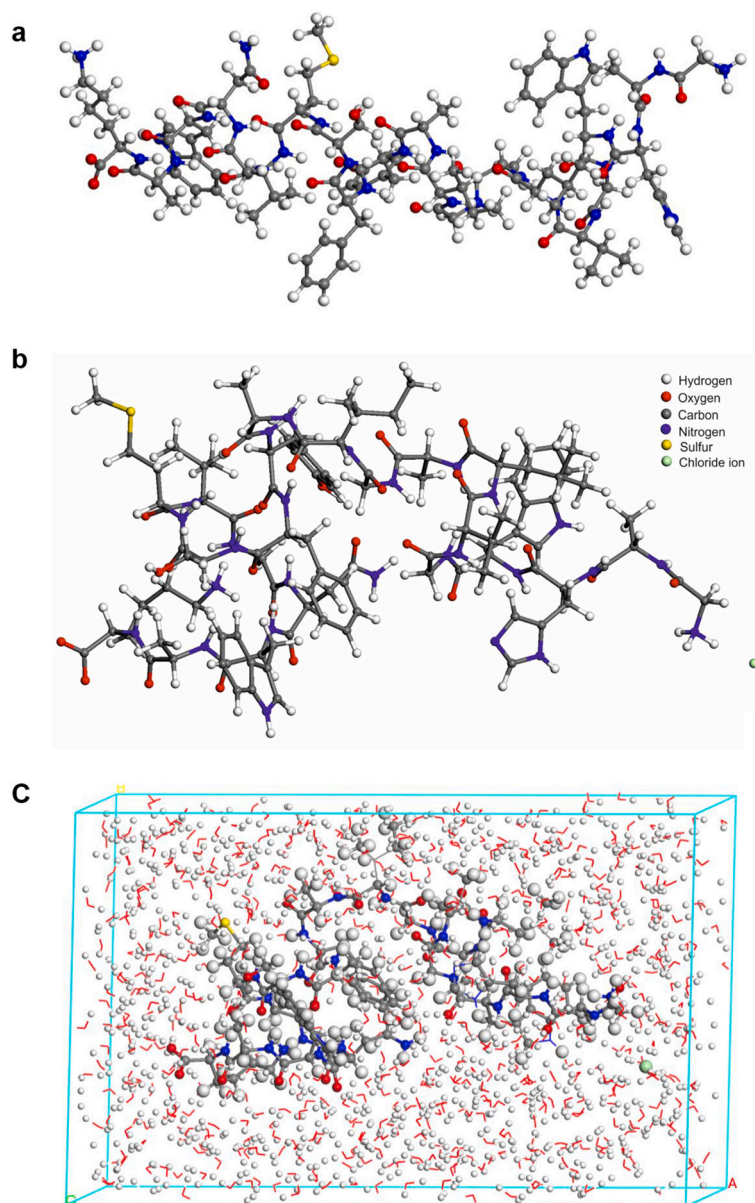 a
b
Hydrogen
Oxygen
Carbon
Nitrogen
Sulfur
Chloride ion
C
A